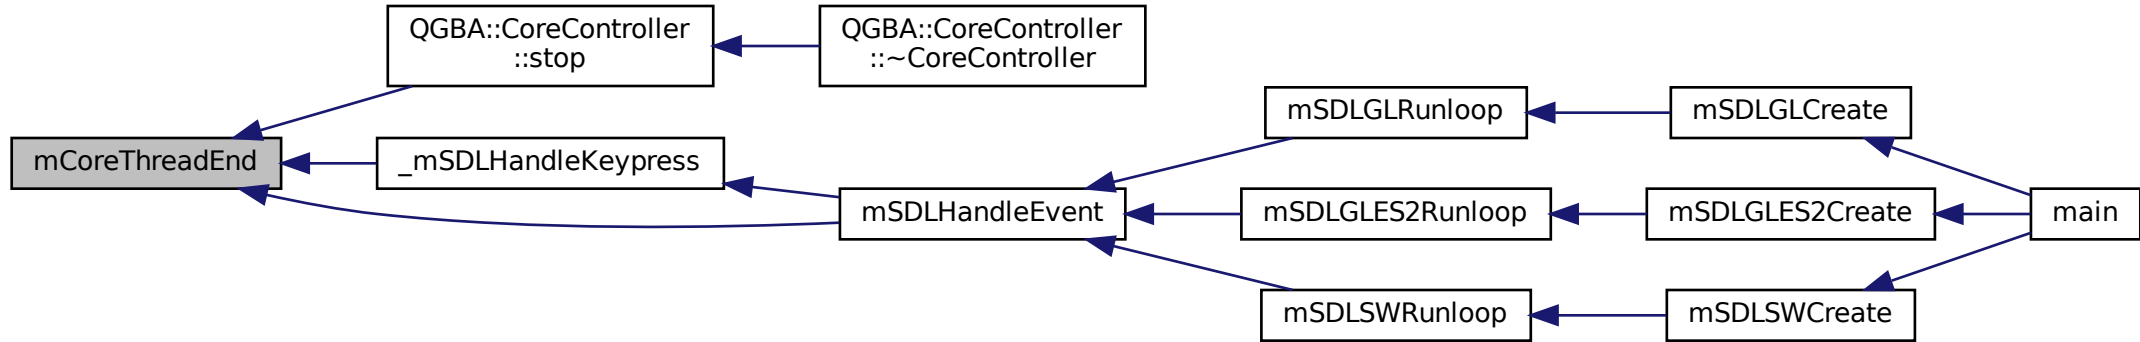 QGBA::CoreController
::stop
QGBA::CoreController
::~CoreController
mSDLGLRunloop
mSDLGLCreate
mCoreThreadEnd
_mSDLHandleKeypress
mSDLHandleEvent
mSDLGLES2Runloop
mSDLGLES2Create
main
mSDLSWRunloop
mSDLSWCreate